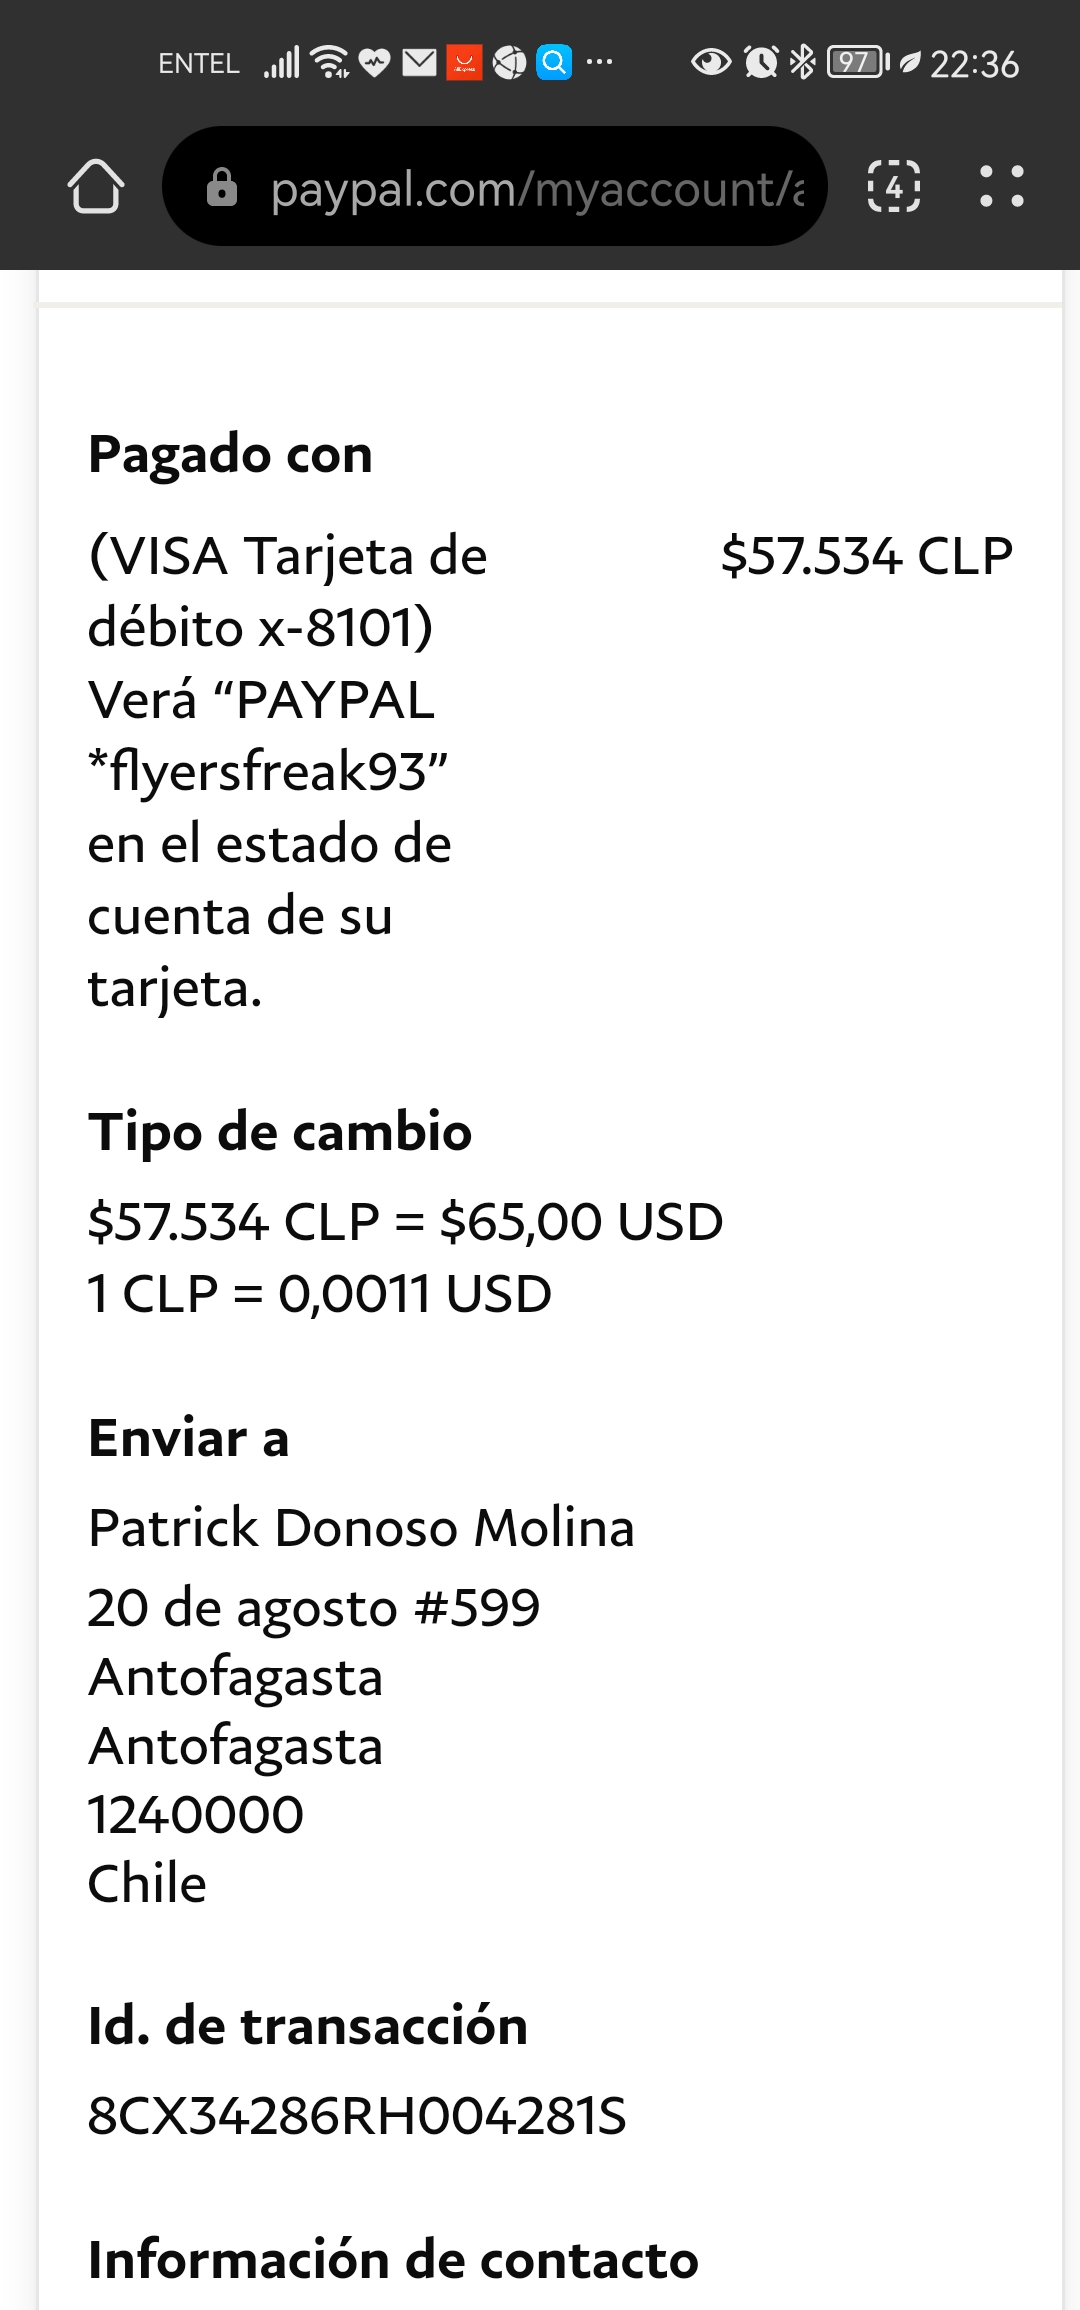 ENTEL 97 22:36
paypal.com/myaccount/a 4
Pagado con
(VISA Tarjeta de $57.534 CLP
débito x-8101)
Verá “PAYPAL
*flyersfreak93”
en el estado de
cuenta de su
tarjeta.
Tipo de cambio
$57.534 CLP = $65,00 USD
1 CLP = 0,0011 USD
Enviar a
Patrick Donoso Molina
20 de agosto #599
Antofagasta
Antofagasta
1240000
Chile
Id. de transacción
8CX34286RH004281S
Información de contacto